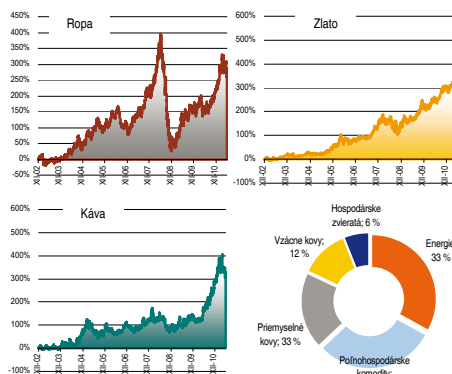 Ropa
450%
400%
350%
300%
250%
200%
150%
100%
50%
0%
-50%
XII-02
XII-03
XII-04
XII-05
XII-06
XII-07
XII-08
XII-09
XII-10
Zlato
600%
500%
400%
300%
200%
100%
0%
-100%
XII-02
XII-03
XII-04
XII-05
XII-06
XII-07
XII-08
XII-09
XII-10
Káva
600%
500%
400%
300%
200%
100%
0%
-100%
XII-02
XII-03
XII-04
XII-05
XII-06
XII-07
XII-08
XII-09
XII-10
Hospodárske
zvieratá; 6 %
Vzácne kovy;
12 %
Energie
33 %
Priemyselné
kovy; 33 %
Poľnohospodárske
komodity;